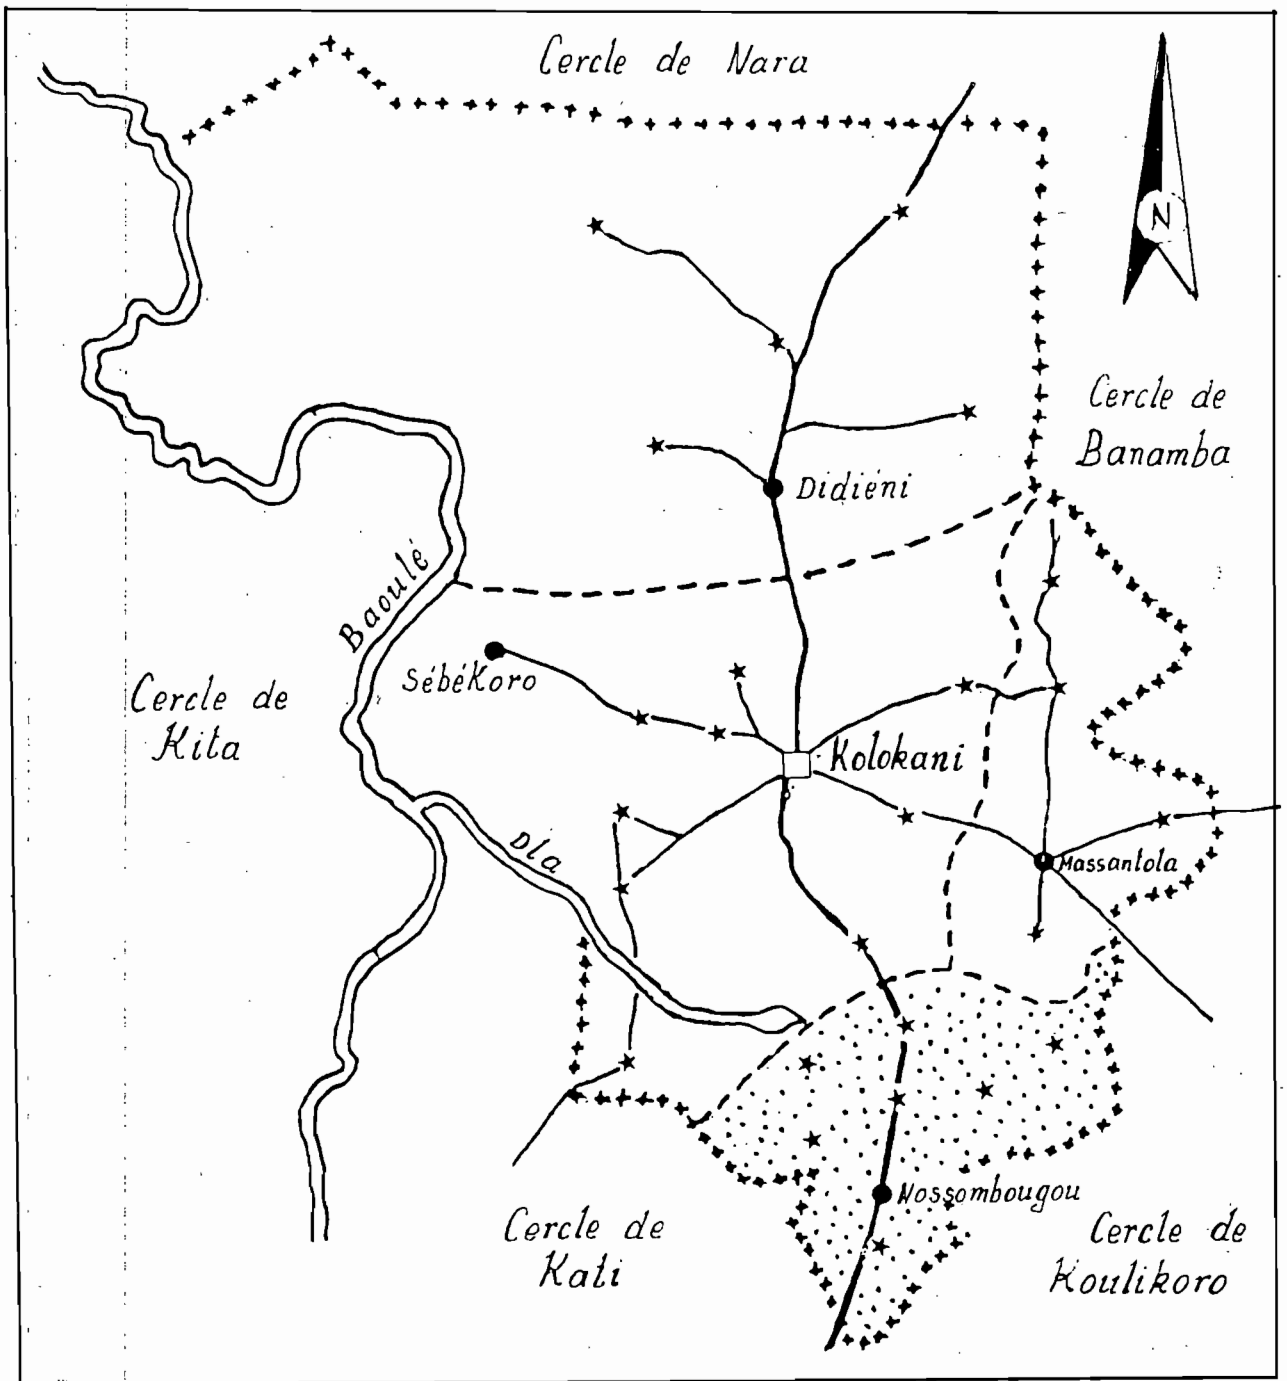 Cercle de Nara
N
Cercle de
Banamba
Didiéni
Baoulé
Sébékoro
Cercle de
Kita
Kolokani
Dla
Massantola
Nossombougou
Cercle de
Kati
Cercle de
Koulikoro